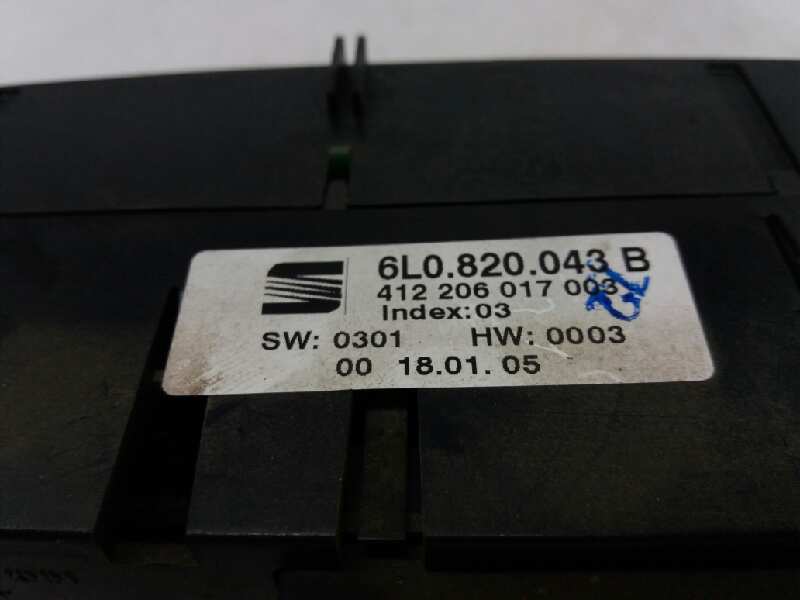 6L0.820.043 B
412 206 017 003
Index:03
SW: 0301 HW: 0003
00 18.01.05